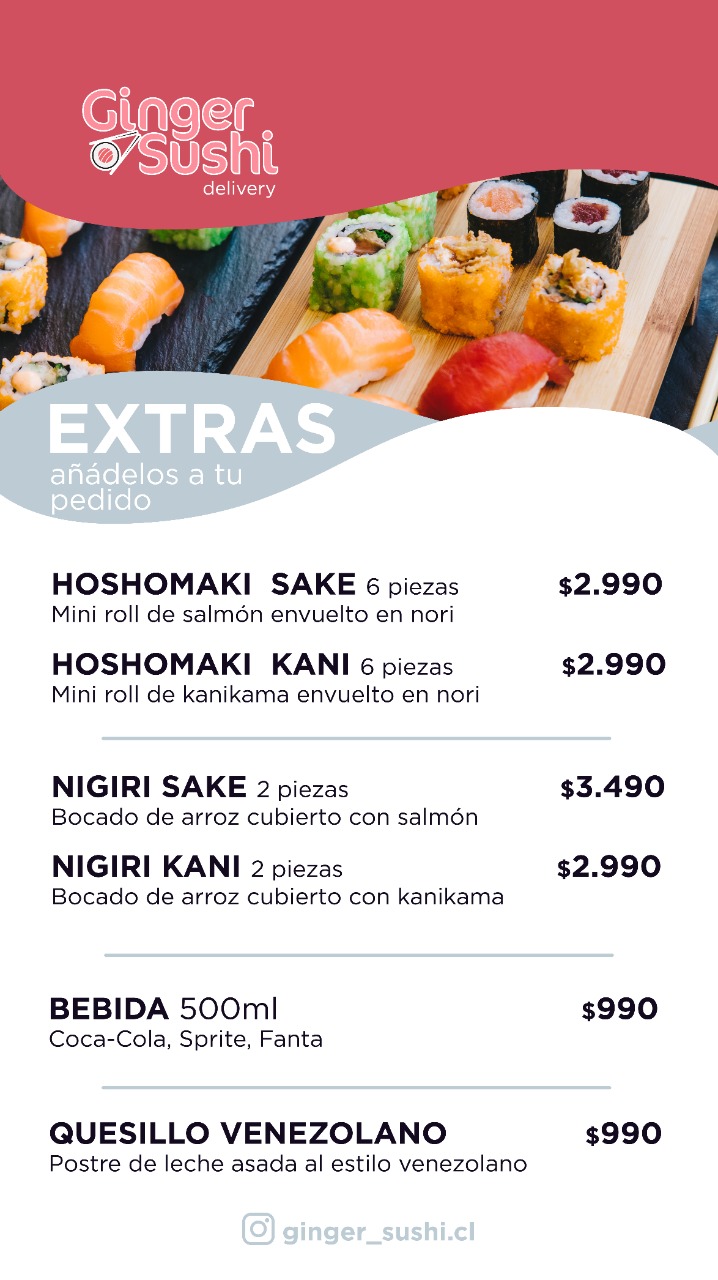 Ginger
Sushi
delivery
EXTRAS
añádelos a tu
pedido
HOSHOMAKI SAKE 6 piezas $2.990
Mini roll de salmón envuelto en nori
HOSHOMAKI KANI 6 piezas $2.990
Mini roll de kanikama envuelto en nori
NIGIRI SAKE 2 piezas $3.490
Bocado de arroz cubierto con salmón
NIGIRI KANI 2 piezas $2.990
Bocado de arroz cubierto con kanikama
BEBIDA 500ml $990
Coca-Cola, Sprite, Fanta
QUESILLO VENEZOLANO $990
Postre de leche asada al estilo venezolano
ginger_sushi.cl